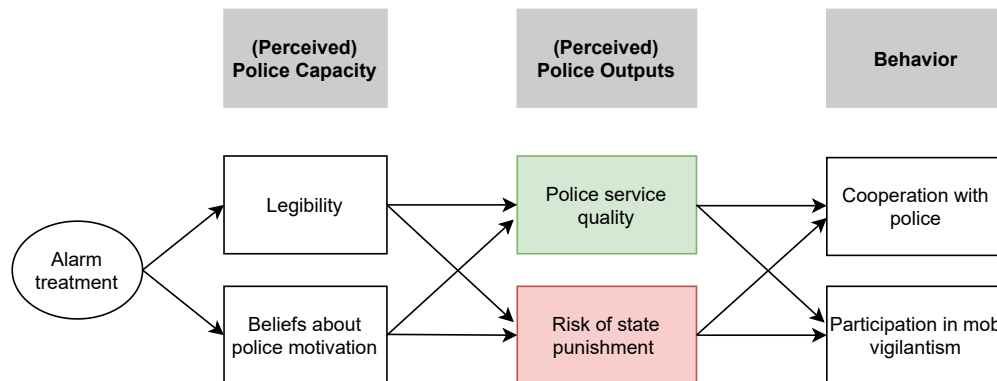 (Perceived)
Police Capacity
(Perceived)
Police Outputs
Behavior
Alarm
treatment
Legibility
Police service
quality
Cooperation with
police
Beliefs about
police motivation
Risk of state
punishment
Participation in mob
vigilantism